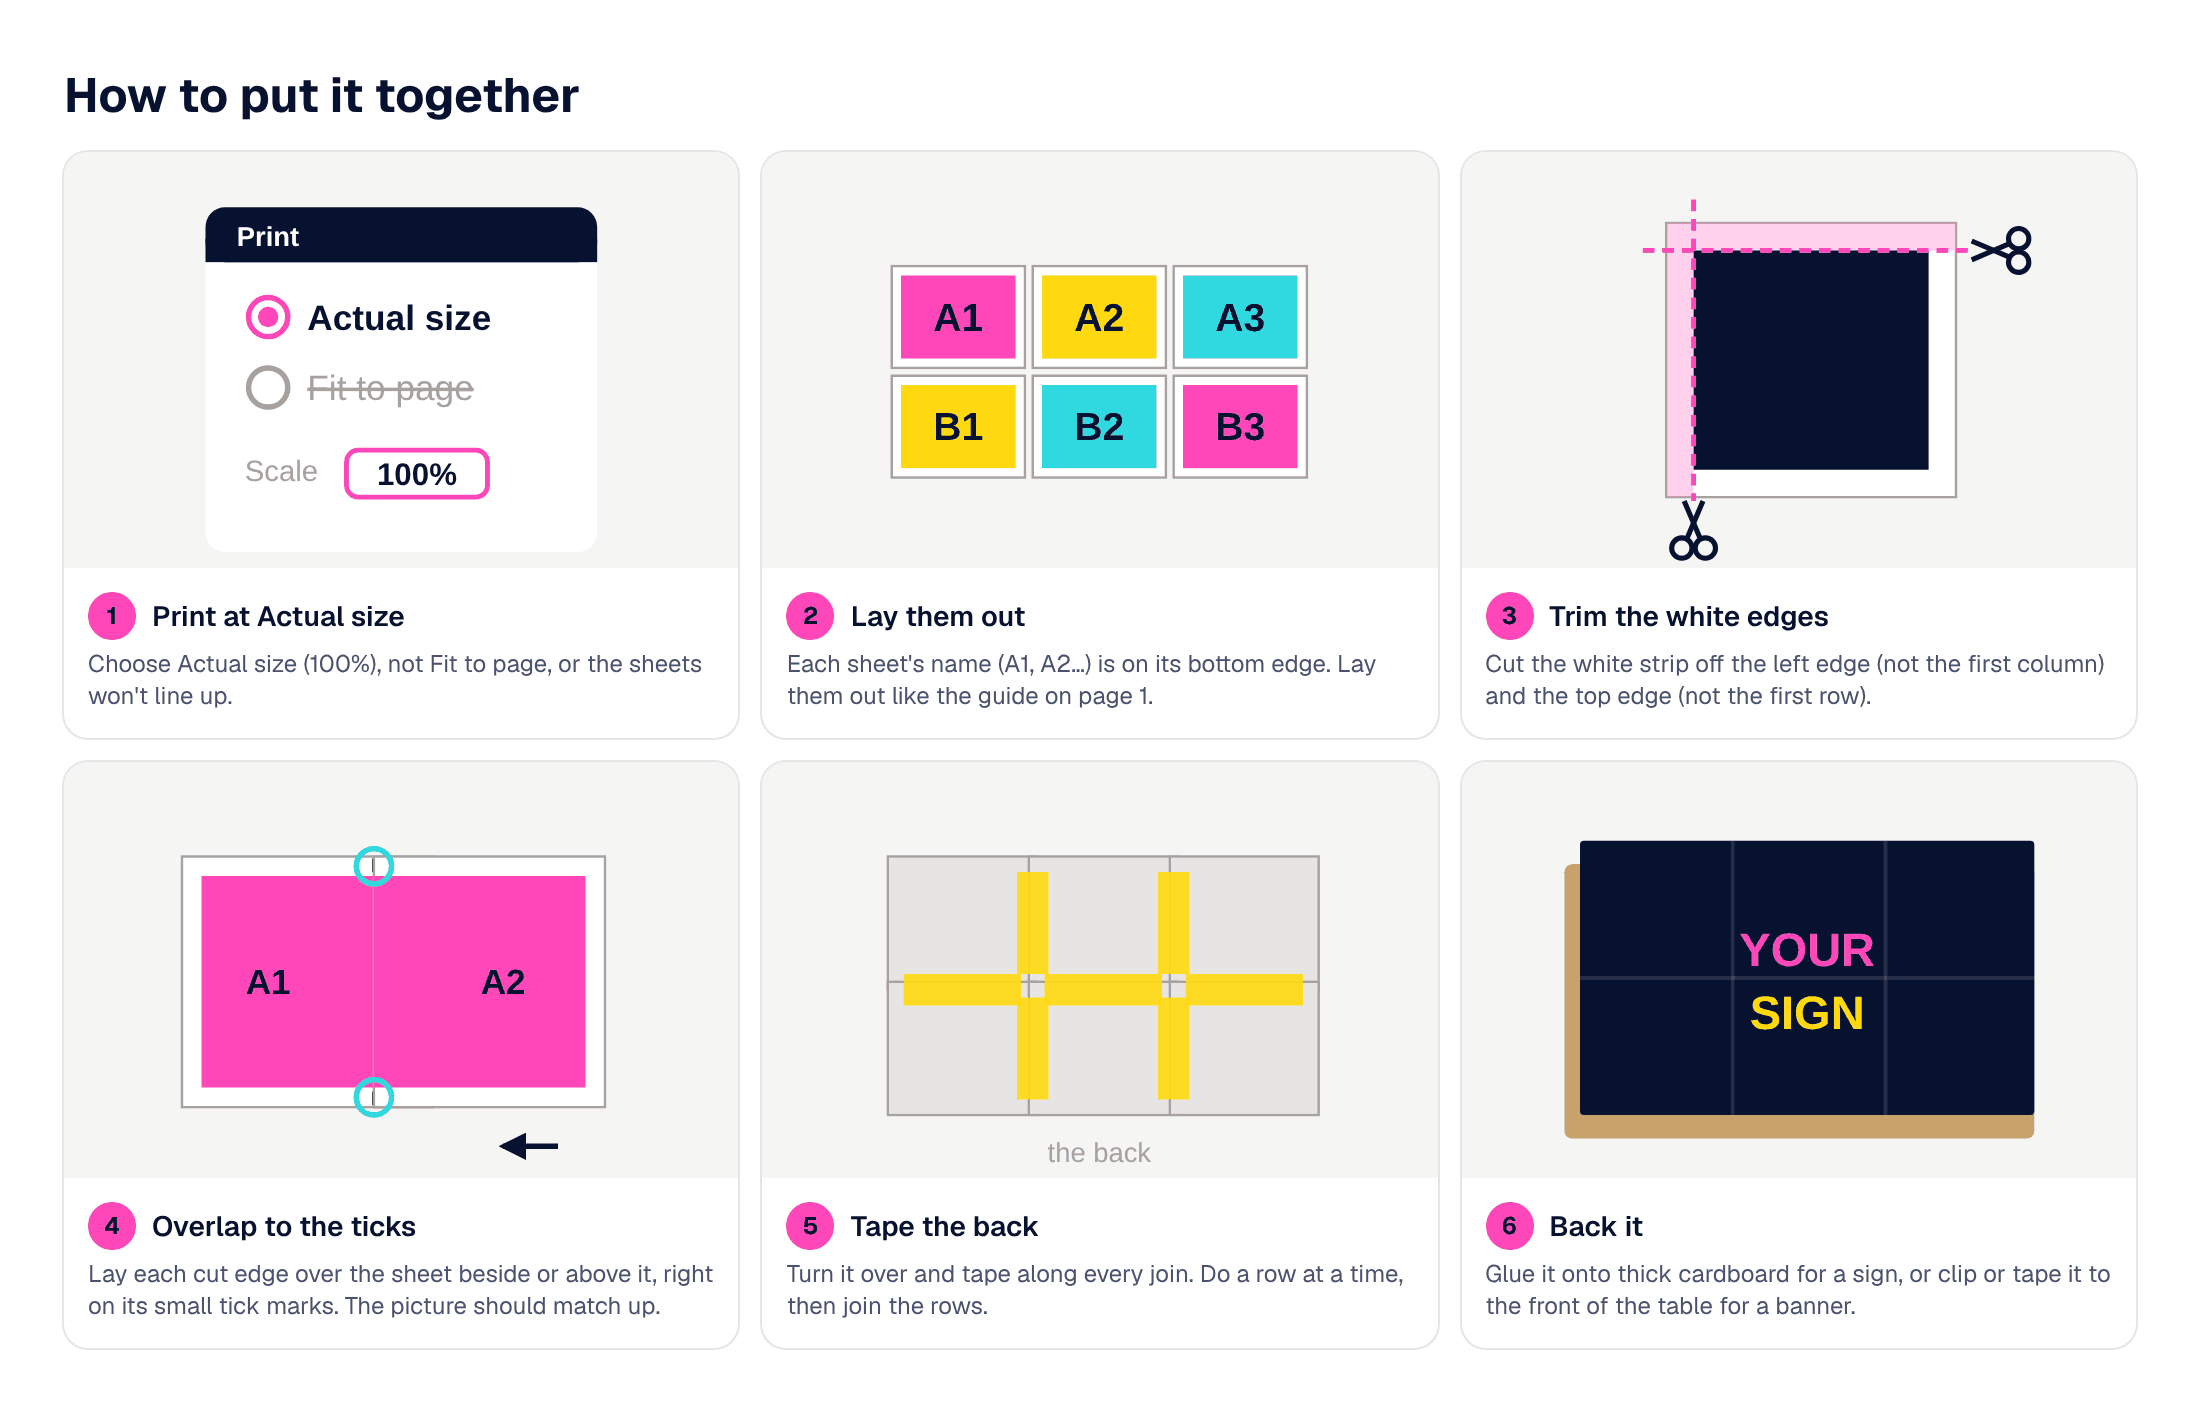 How to put it together
Print
Actual size
Fit to page
Scale 100%
1 Print at Actual size
Choose Actual size (100%), not Fit to page, or the sheets
won't line up.
A1 A2 A3
B1 B2 B3
2 Lay them out
Each sheet's name (A1, A2...) is on its bottom edge. Lay
them out like the guide on page 1.
3 Trim the white edges
Cut the white strip off the left edge (not the first column)
and the top edge (not the first row).
A1 A2
4 Overlap to the ticks
Lay each cut edge over the sheet beside or above it, right
on its small tick marks. The picture should match up.
the back
5 Tape the back
Turn it over and tape along every join. Do a row at a time,
then join the rows.
YOUR
SIGN
6 Back it
Glue it onto thick cardboard for a sign, or clip or tape it to
the front of the table for a banner.